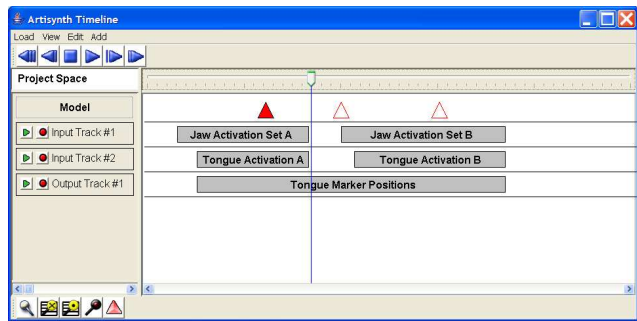 Artisynth Timeline
Load View Edit Add
Project Space
Model
Input Track #1 Jaw Activation Set A Jaw Activation Set B
Input Track #2 Tongue Activation A Tongue Activation B
Output Track #1 Tongue Marker Positions